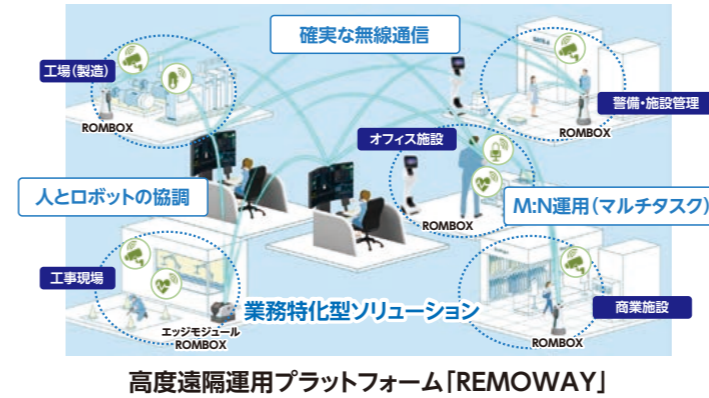 確実な無線通信
工場(製造)
ROMBOX
警備・施設管理
ROMBOX
オフィス施設
ROMBOX
人とロボットの協調
M:N運用(マルチタスク)
工事現場
エッジモジュール
ROMBOX
業務特化型ソリューション
商業施設
ROMBOX
高度遠隔運用プラットフォーム「REMOWAY」